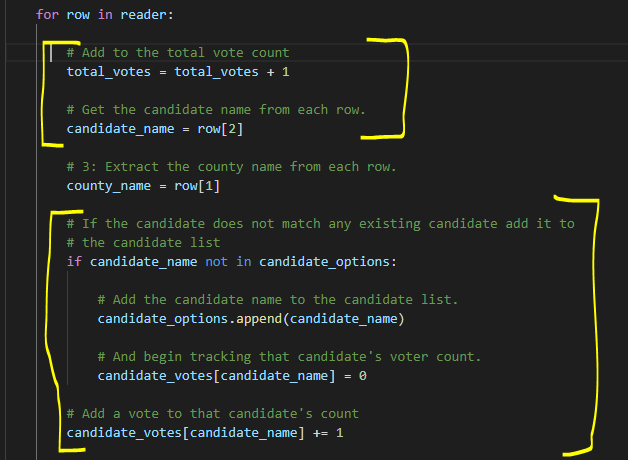 for row in reader:
# Add to the total vote count
total_votes = total_votes + 1
# Get the candidate name from each row.
candidate_name = row[2]
# 3: Extract the county name from each row.
county_name = row[1]
# If the candidate does not match any existing candidate add it to
# the candidate list
if candidate_name not in candidate_options:
# Add the candidate name to the candidate list.
candidate_options.append(candidate_name)
# And begin tracking that candidate's voter count.
candidate_votes[candidate_name] = 0
# Add a vote to that candidate's count
candidate_votes[candidate_name] += 1